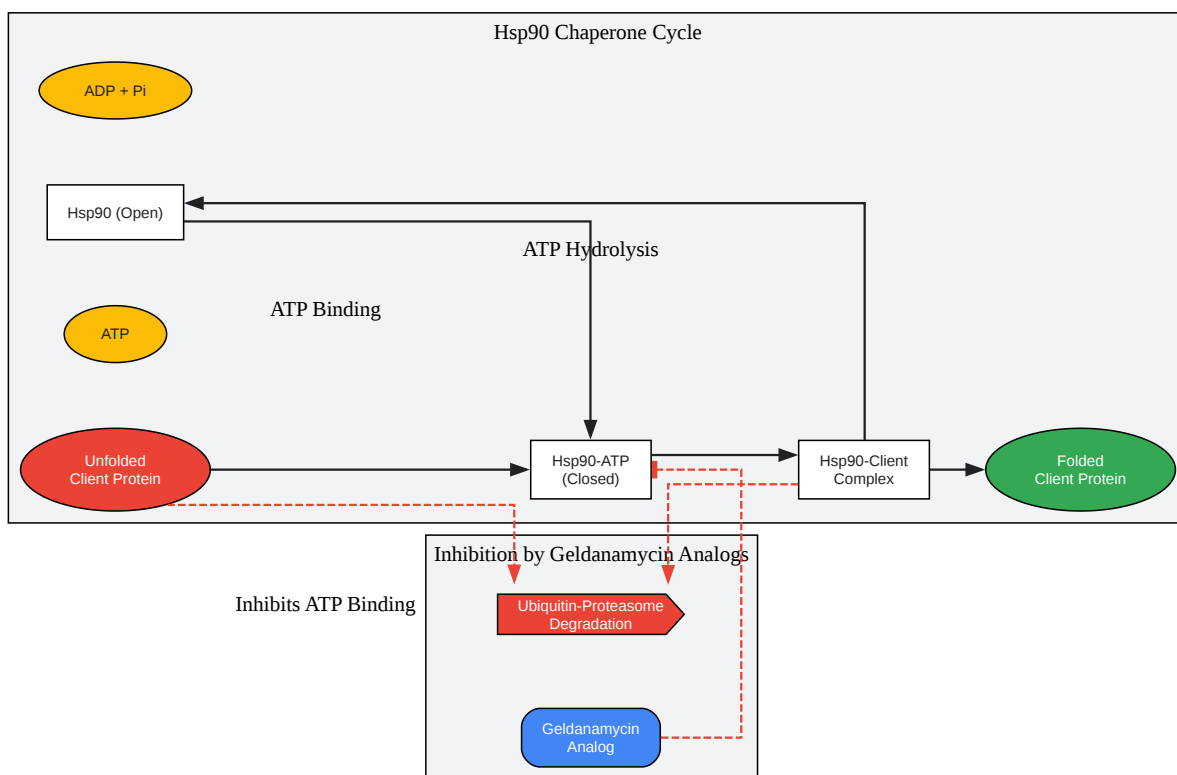 Hsp90 Chaperone Cycle
ADP + Pi
Hsp90 (Open)
ATP Hydrolysis
ATP Binding
ATP
Unfolded
Client Protein
Hsp90-ATP
(Closed)
Hsp90-Client
Complex
Folded
Client Protein
Inhibition by Geldanamycin Analogs
Inhibits ATP Binding
Ubiquitin-Proteasome
Degradation
Geldanamycin
Analog